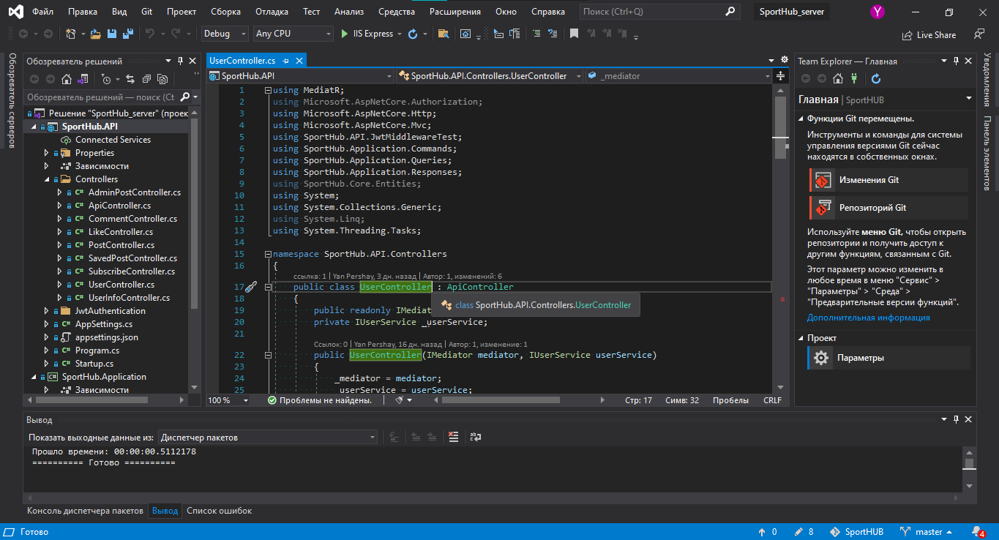 Файл Правка Вид Git Проект Сборка Отладка Тест Анализ Средства Расширения Окно Справка Поиск (Ctrl+Q) SportHub_server Y
Debug Any CPU IIS Express Live Share
Обозреватель серверов
Обозреватель решений
Обозреватель решений — поиск (Ct
Решение "SportHub_server" (проек
SportHub.API
Connected Services
Properties
Зависимости
Controllers
C# AdminPostController.cs
C# ApiController.cs
C# CommentController.cs
C# LikeController.cs
C# PostController.cs
C# SavedPostController.cs
C# SubscribeController.cs
C# UserController.cs
C# UserInfoController.cs
JwtAuthentication
C# AppSettings.cs
appsettings.json
C# Program.cs
C# Startup.cs
C# SportHub.Application
Зависимости
UserController.cs
SportHub.API SportHub.API.Controllers.UserController _mediator
1 using MediatR;
2 using Microsoft.AspNetCore.Authorization;
3 using Microsoft.AspNetCore.Http;
4 using Microsoft.AspNetCore.Mvc;
5 using SportHub.API.JwtMiddlewareTest;
6 using SportHub.Application.Commands;
7 using SportHub.Application.Queries;
8 using SportHub.Application.Responses;
9 using SportHub.Core.Entities;
10 using System;
11 using System.Collections.Generic;
12 using System.Linq;
13 using System.Threading.Tasks;
14
15 namespace SportHub.API.Controllers
16 {
ссылка: 1 | Yan Pershay, 3 дн. назад | Автор: 1, изменений: 6
17 public class UserController : ApiController
18 {
class SportHub.API.Controllers.UserController
19 public readonly IMedia
20 private IUserService _userService;
21
Ссылок: 0 | Yan Pershay, 16 дн. назад | Автор: 1, изменение: 1
22 public UserController(IMediator mediator, IUserService userService)
23 {
24 _mediator = mediator;
25 _userService = userService;
100 % Проблемы не найдены. Стр: 17 Симв: 32 Пробелы CRLF
Team Explorer — Главная
Главная | SportHUB
Функции Git перемещены.
Инструменты и команды для системы
управления версиями Git сейчас
находятся в собственных окнах.
Изменения Git
Репозиторий Git
Используйте меню Git, чтобы открыть
репозитории и получить доступ к
другим функциям, связанным с Git.
Этот параметр можно изменить в
любое время в меню "Сервис" >
"Параметры" > "Среда" >
"Предварительные версии функций".
Дополнительная информация
Проект
Параметры
Уведомления
Панель элементов
Вывод
Показать выходные данные из: Диспетчер пакетов
Прошло времени: 00:00:00.5112178
========== Готово ==========
Консоль диспетчера пакетов Вывод Список ошибок
Готово 0 8 SportHUB master 4